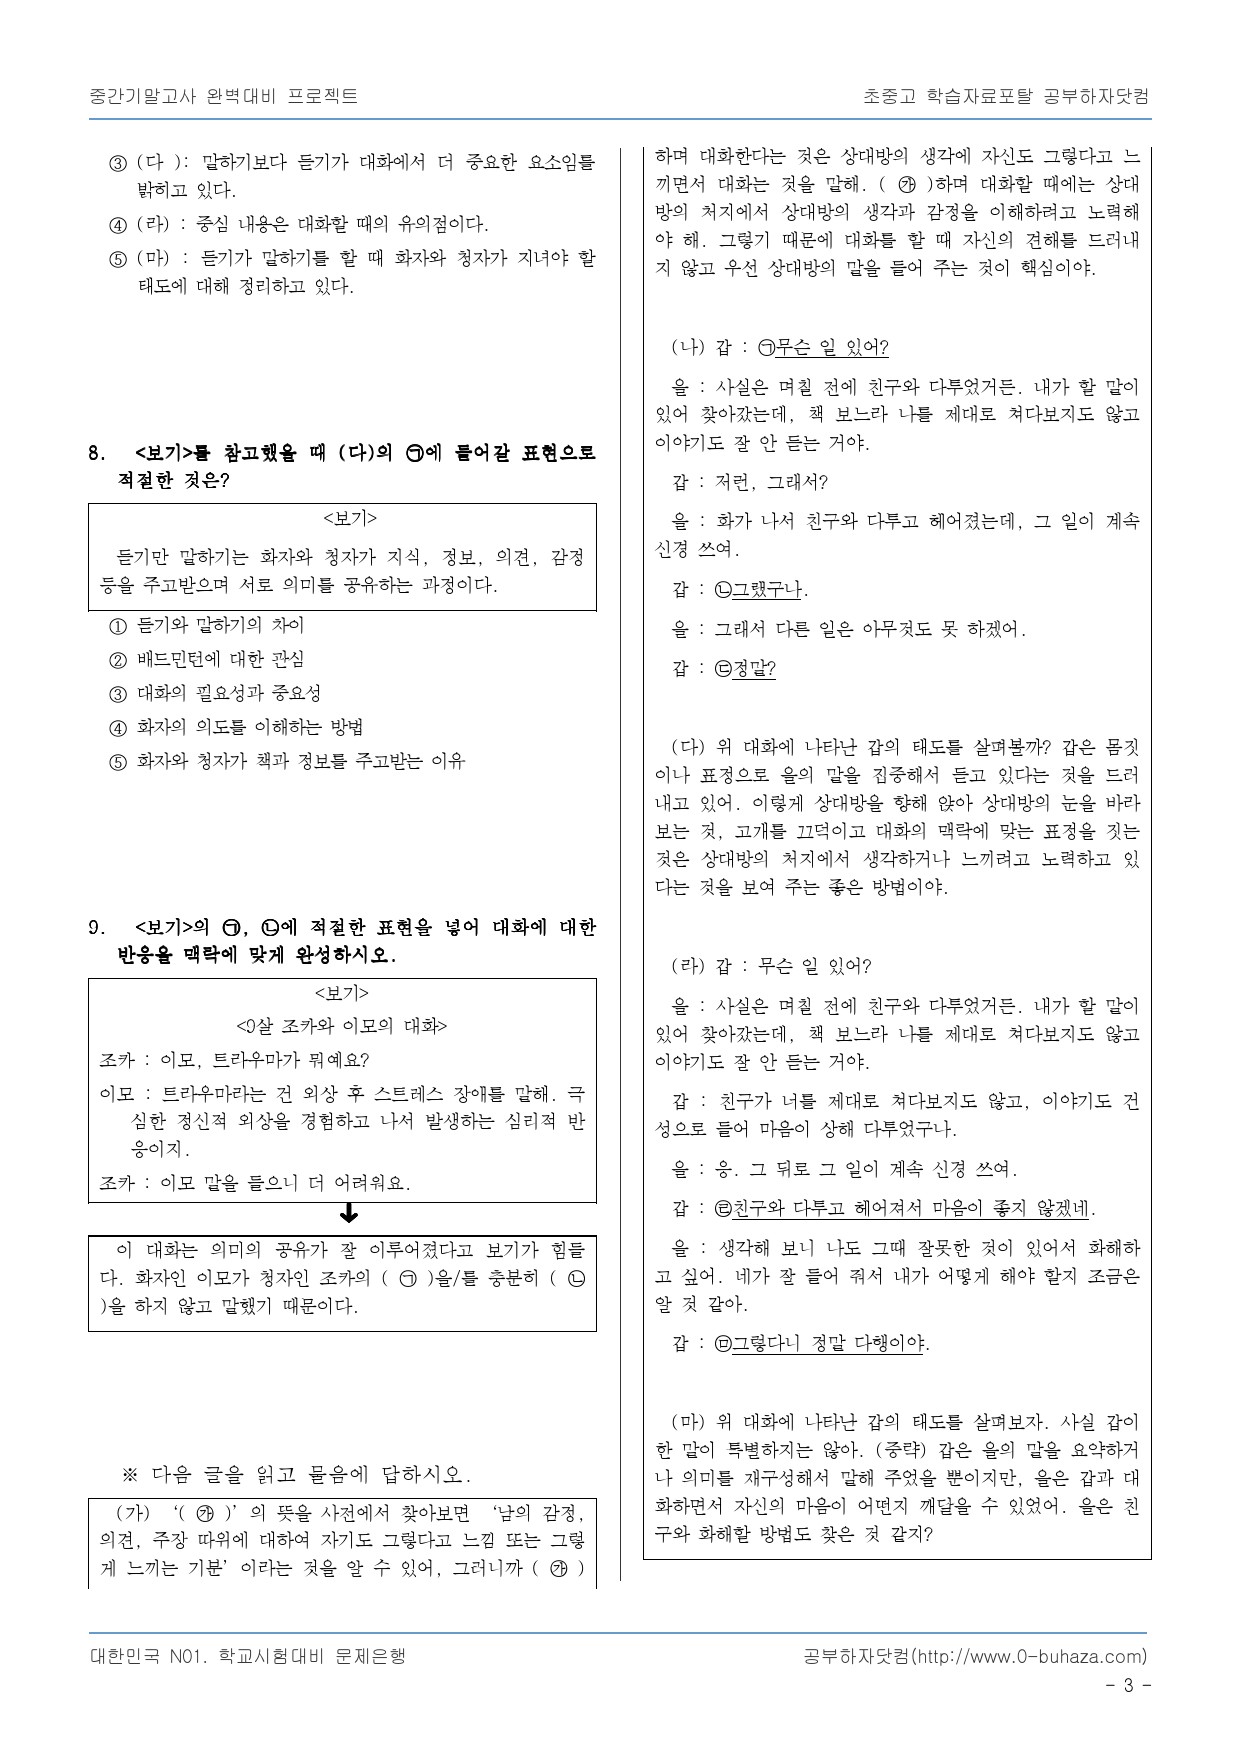 중간기말고사 완벽대비 프로젝트
초중고 학습자료포탈 공부하자닷컴
③ (다 ): 말하기보다 듣기가 대화에서 더 중요한 요소임를
밝히고 있다.
④ (라) : 중심 내용은 대화할 때의 유의점이다.
⑤ (마) : 듣기가 말하기를 할 때 화자와 청자가 지녀야 할
태도에 대해 정리하고 있다.
8. <보기>를 참고했을 때 (다)의 ㉠에 들어갈 표현으로
적절한 것은?
<보기>
듣기만 말하기는 화자와 청자가 지식, 정보, 의견, 감정
등을 주고받으며 서로 의미를 공유하는 과정이다.
① 듣기와 말하기의 차이
② 배드민턴에 대한 관심
③ 대화의 필요성과 중요성
④ 화자의 의도를 이해하는 방법
⑤ 화자와 청자가 책과 정보를 주고받는 이유
9. <보기>의 ㉠, ㉡에 적절한 표현을 넣어 대화에 대한
반응을 맥락에 맞게 완성하시오.
<보기>
<9살 조카와 이모의 대화>
조카 : 이모, 트라우마가 뭐예요?
이모 : 트라우마라는 건 외상 후 스트레스 장애를 말해. 극
심한 정신적 외상을 경험하고 나서 발생하는 심리적 반
응이지.
조카 : 이모 말을 들으니 더 어려워요.
이 대화는 의미의 공유가 잘 이루어졌다고 보기가 힘들
다. 화자인 이모가 청자인 조카의 ( ㉠ )을/를 충분히 ( ㉡
)을 하지 않고 말했기 때문이다.
※ 다음 글을 읽고 물음에 답하시오.
(가) ‘( ㉮ )’의 뜻을 사전에서 찾아보면 ‘남의 감정,
의견, 주장 따위에 대하여 자기도 그렇다고 느낌 또는 그렇
게 느끼는 기분’이라는 것을 알 수 있어, 그러니까 ( ㉮ )
하며 대화한다는 것은 상대방의 생각에 자신도 그렇다고 느
끼면서 대화는 것을 말해. ( ㉮ )하며 대화할 때에는 상대
방의 처지에서 상대방의 생각과 감정을 이해하려고 노력해
야 해. 그렇기 때문에 대화를 할 때 자신의 견해를 드러내
지 않고 우선 상대방의 말을 들어 주는 것이 핵심이야.
(나) 갑 : ㉠무슨 일 있어?
을 : 사실은 며칠 전에 친구와 다투었거든. 내가 할 말이
있어 찾아갔는데, 책 보느라 나를 제대로 쳐다보지도 않고
이야기도 잘 안 듣는 거야.
갑 : 저런, 그래서?
을 : 화가 나서 친구와 다투고 헤어졌는데, 그 일이 계속
신경 쓰여.
갑 : ㉡그랬구나.
을 : 그래서 다른 일은 아무것도 못 하겠어.
갑 : ㉢정말?
(다) 위 대화에 나타난 갑의 태도를 살펴볼까? 갑은 몸짓
이나 표정으로 을의 말을 집중해서 듣고 있다는 것을 드러
내고 있어. 이렇게 상대방을 향해 앉아 상대방의 눈을 바라
보는 것, 고개를 끄덕이고 대화의 맥락에 맞는 표정을 짓는
것은 상대방의 처지에서 생각하거나 느끼려고 노력하고 있
다는 것을 보여 주는 좋은 방법이야.
(라) 갑 : 무슨 일 있어?
을 : 사실은 며칠 전에 친구와 다투었거든. 내가 할 말이
있어 찾아갔는데, 책 보느라 나를 제대로 쳐다보지도 않고
이야기도 잘 안 듣는 거야.
갑 : 친구가 너를 제대로 쳐다보지도 않고, 이야기도 건
성으로 들어 마음이 상해 다투었구나.
을 : 응. 그 뒤로 그 일이 계속 신경 쓰여.
갑 : ㉣친구와 다투고 헤어져서 마음이 좋지 않겠네.
을 : 생각해 보니 나도 그때 잘못한 것이 있어서 화해하
고 싶어. 네가 잘 들어 줘서 내가 어떻게 해야 할지 조금은
알 것 같아.
갑 : ㉤그렇다니 정말 다행이야.
(마) 위 대화에 나타난 갑의 태도를 살펴보자. 사실 갑이
한 말이 특별하지는 않아. (중략) 갑은 을의 말을 요약하거
나 의미를 재구성해서 말해 주었을 뿐이지만, 을은 갑과 대
화하면서 자신의 마음이 어떤지 깨달을 수 있었어. 을은 친
구와 화해할 방법도 찾은 것 같지?
대한민국 N01. 학교시험대비 문제은행
공부하자닷컴(http://www.0-buhaza.com)
- 3 -